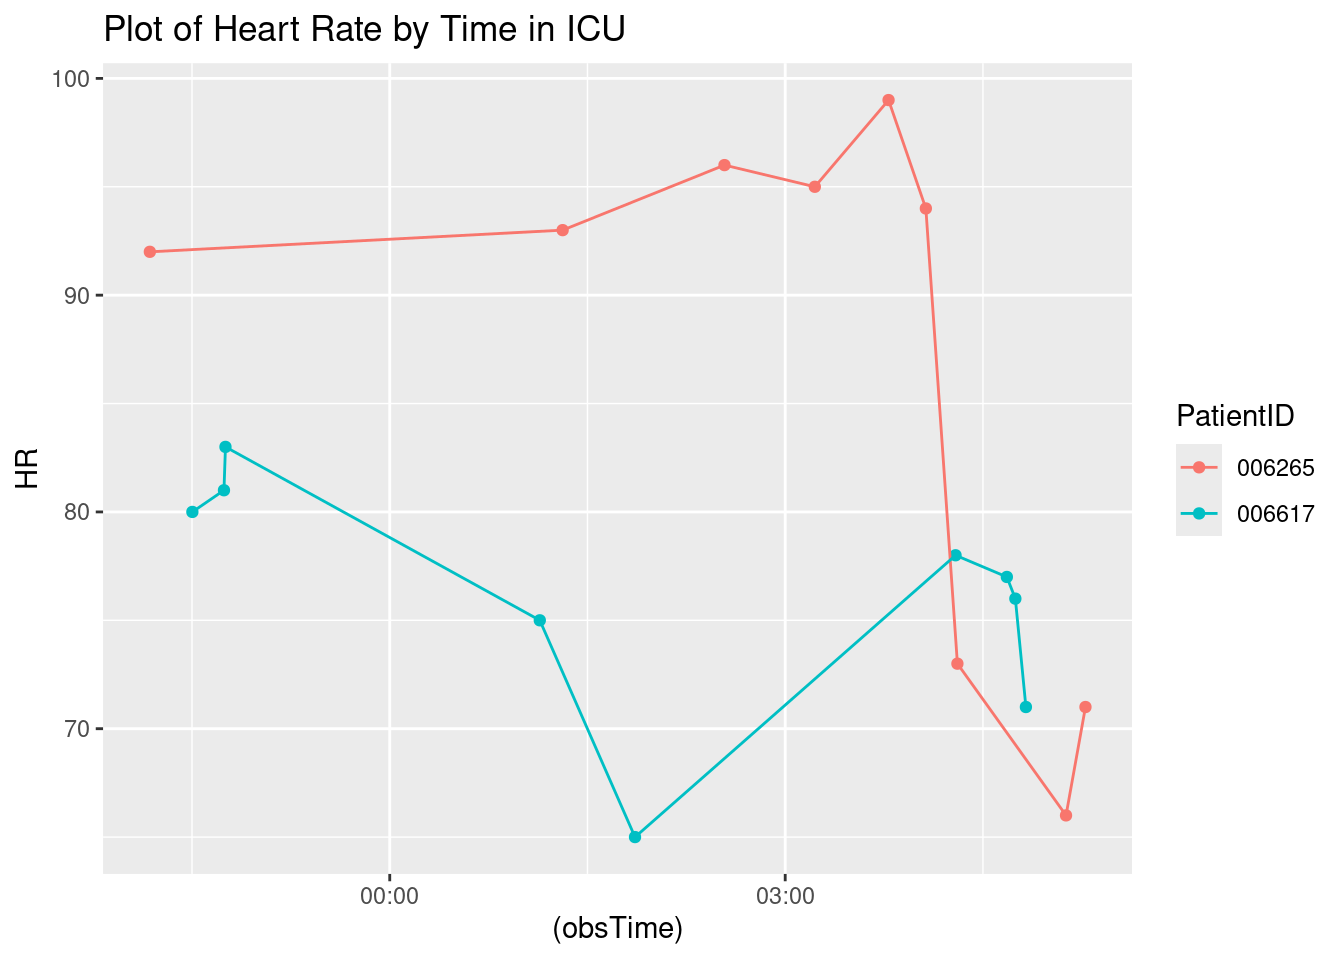 Plot of Heart Rate by Time in ICU
100
90
80
70
HR
00:00
03:00
(obsTime)
PatientID
006265
006617